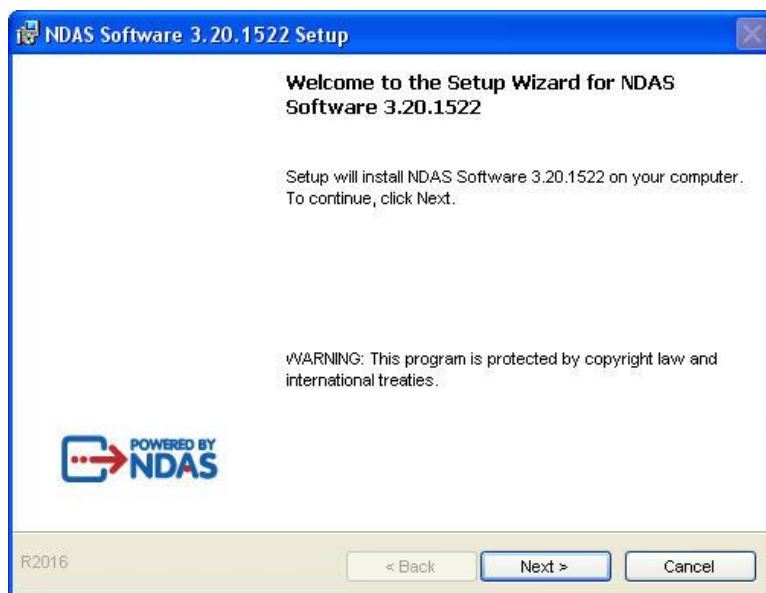 NDAS Software 3.20.1522 Setup
Welcome to the Setup Wizard for NDAS
Software 3.20.1522
Setup will install NDAS Software 3.20.1522 on your computer.
To continue, click Next.
WARNING: This program is protected by copyright law and
international treaties.
POWERED BY
NDAS
R2016
< Back
Next >
Cancel